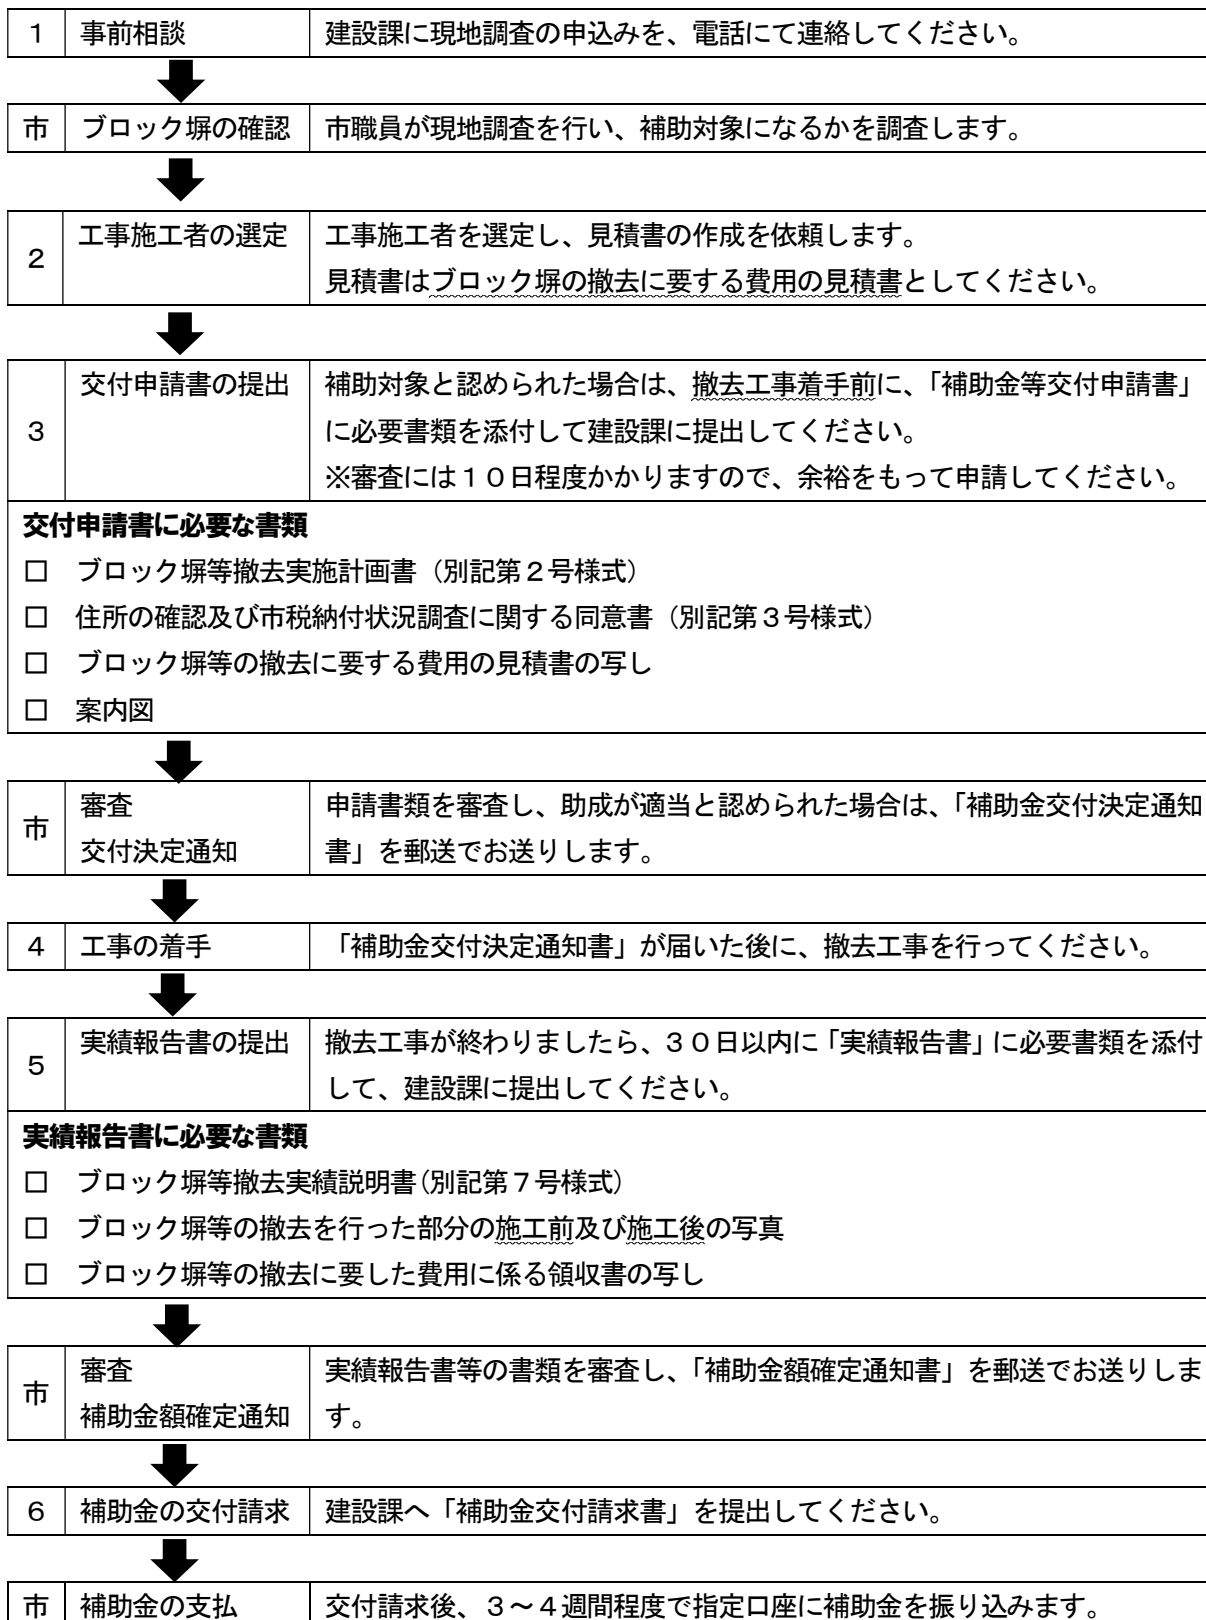 1 事前相談 建設課に現地調査の申込みを、電話にて連絡してください。
市 ブロック塀の確認 市職員が現地調査を行い、補助対象になるかを調査します。
2 工事施工者の選定 工事施工者を選定し、見積書の作成を依頼します。
見積書はブロック塀の撤去に要する費用の見積書としてください。
3 交付申請書の提出 補助対象と認められた場合は、撤去工事着手前に、「補助金等交付申請書」
に必要書類を添付して建設課に提出してください。
※審査には10日程度かかりますので、余裕をもって申請してください。
交付申請書に必要な書類
□ ブロック塀等撤去実施計画書(別記第2号様式)
□ 住所の確認及び市税納付状況調査に関する同意書(別記第3号様式)
□ ブロック塀等の撤去に要する費用の見積書の写し
□ 案内図
市 審査 申請書類を審査し、助成が適当と認められた場合は、「補助金交付決定通知
交付決定通知 書」を郵送でお送りします。
4 工事の着手 「補助金交付決定通知書」が届いた後に、撤去工事を行ってください。
5 実績報告書の提出 撤去工事が終わりましたら、30日以内に「実績報告書」に必要書類を添付
して、建設課に提出してください。
実績報告書に必要な書類
□ ブロック塀等撤去実績説明書(別記第7号様式)
□ ブロック塀等の撤去を行った部分の施工前及び施工後の写真
□ ブロック塀等の撤去に要した費用に係る領収書の写し
市 審査 実績報告書等の書類を審査し、「補助金額確定通知書」を郵送でお送りしま
補助金額確定通知 す。
6 補助金の交付請求 建設課へ「補助金交付請求書」を提出してください。
市 補助金の支払 交付請求後、3~4週間程度で指定口座に補助金を振り込みます。